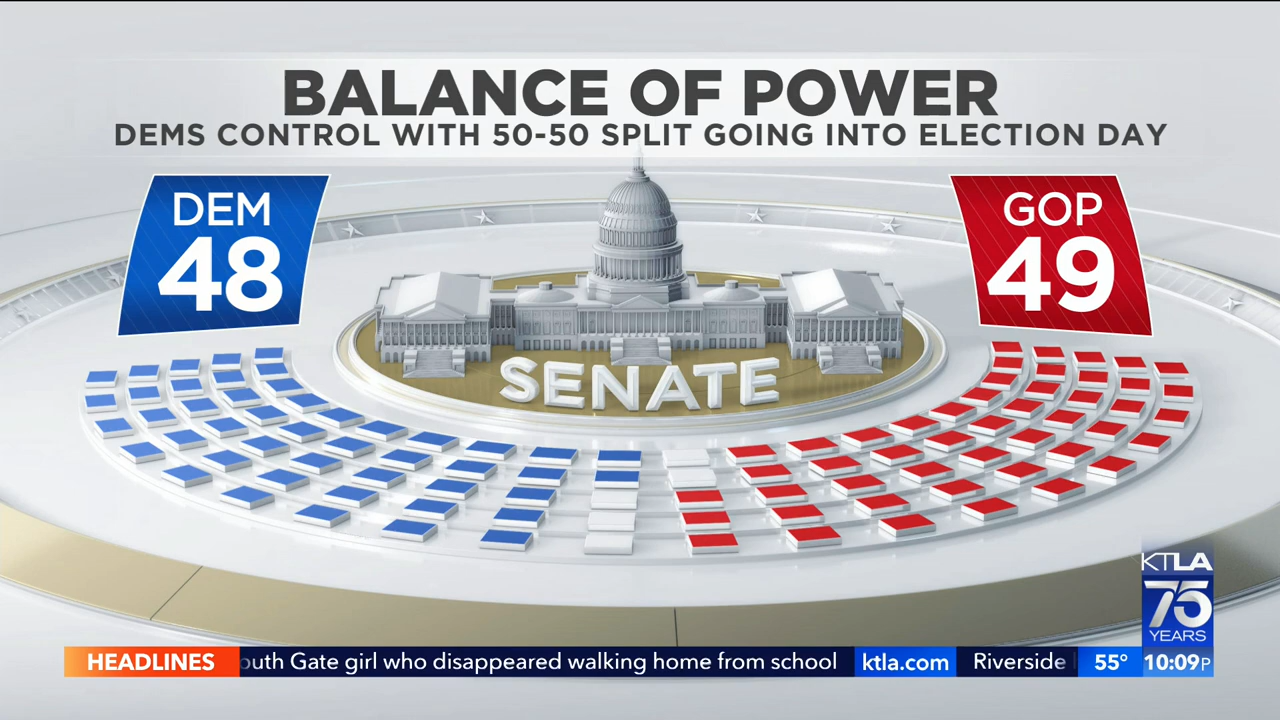 BALANCE OF POWER
DEMS CONTROL WITH 50-50 SPLIT GOING INTO ELECTION DAY
DEM
48
GOP
49
SENATE
KTLA
75
YEARS
HEADLINES outh Gate girl who disappeared walking home from school ktla.com Riverside 55° 10:09P